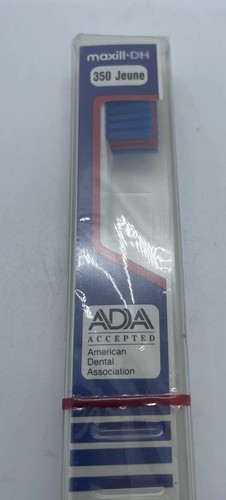 maxill·DH
350 Jeune
ADA
ACCEPTED
American
Dental
Association